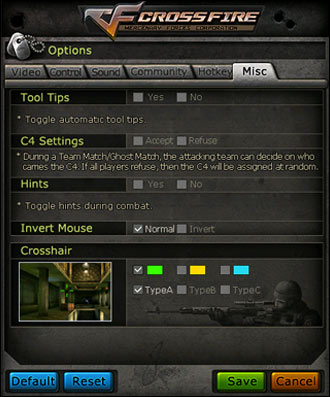 CROSSFIRE
MERCENARY FORCES CORPORATION
Options
Video Control Sound Community Hotkey Misc
Tool Tips Yes No
* Toggle automatic tool tips.
C4 Settings Accept Refuse
* During a Team Match/Ghost Match, the attacking team can decide on who
carries the C4. If all players refuse, then the C4 will be assigned at random.
Hints Yes No
* Toggle hints during combat.
Invert Mouse Normal Invert
Crosshair
TypeA TypeB TypeC
Default Reset Save Cancel